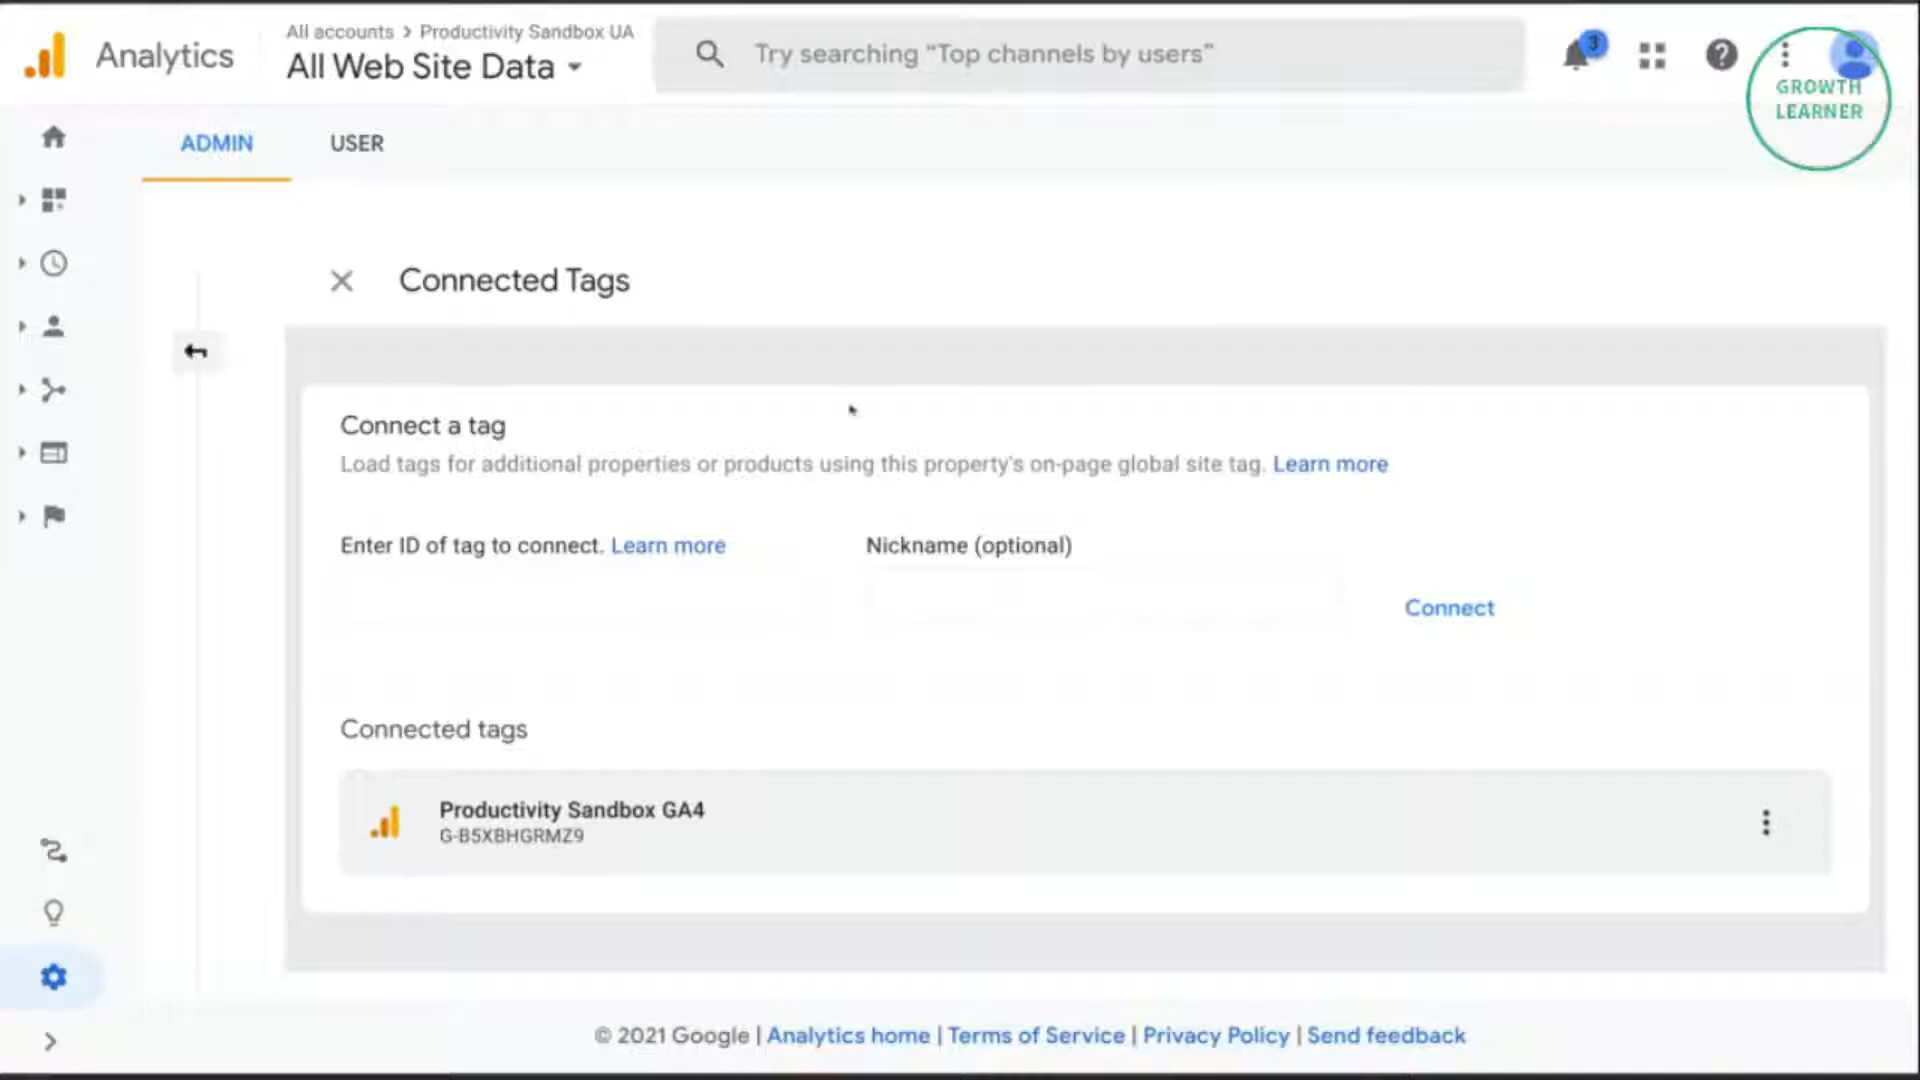 Analytics
All accounts > Productivity Sandbox UA
All Web Site Data
Try searching “Top channels by users”
3
GROWTH
LEARNER
ADMIN
USER
Connected Tags
Connect a tag
Load tags for additional properties or products using this property's on-page global site tag. Learn more
Enter ID of tag to connect. Learn more
Nickname (optional)
Connect
Connected tags
Productivity Sandbox GA4
G-B5XBHGRMZ9
© 2021 Google | Analytics home | Terms of Service | Privacy Policy | Send feedback